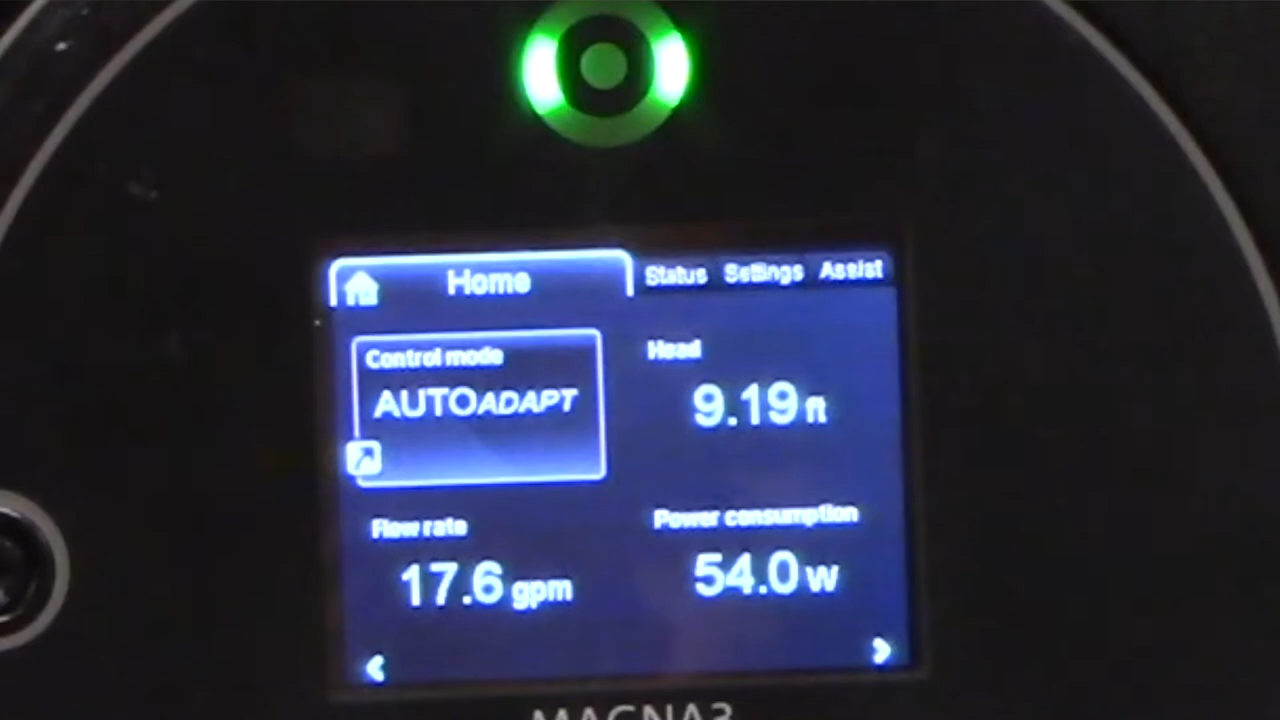 Home Status Settings Assist
Control mode
AUTOADAPT
Head
9.19 ft
Flow rate
17.6 gpm
Power consumption
54.0 W
MAGNA3